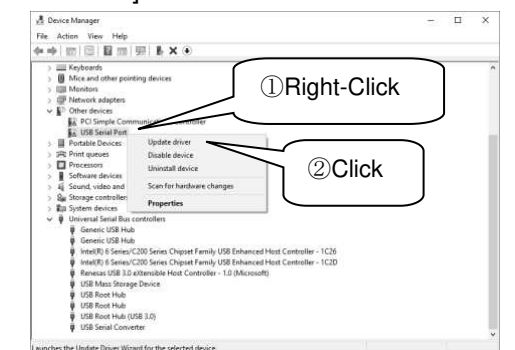 Device Manager
File Action View Help
Keyboards
Mice and other pointing devices
Monitors
Network adapters
Other devices
PCI Simple Communications Controller
USB Serial Port
Portable Devices
Print queues
Processors
Software devices
Sound, video and
Storage controllers
System devices
Universal Serial Bus controllers
Generic USB Hub
Generic USB Hub
Intel(R) 6 Series/C200 Series Chipset Family USB Enhanced Host Controller - 1C26
Intel(R) 6 Series/C200 Series Chipset Family USB Enhanced Host Controller - 1C2D
Renesas USB 3.0 eXtensible Host Controller - 1.0 (Microsoft)
USB Mass Storage Device
USB Root Hub
USB Root Hub
USB Root Hub (USB 3.0)
USB Serial Converter
Update driver
Disable device
Uninstall device
Scan for hardware changes
Properties
①Right-Click
②Click
Launches the Update Driver Wizard for the selected device.